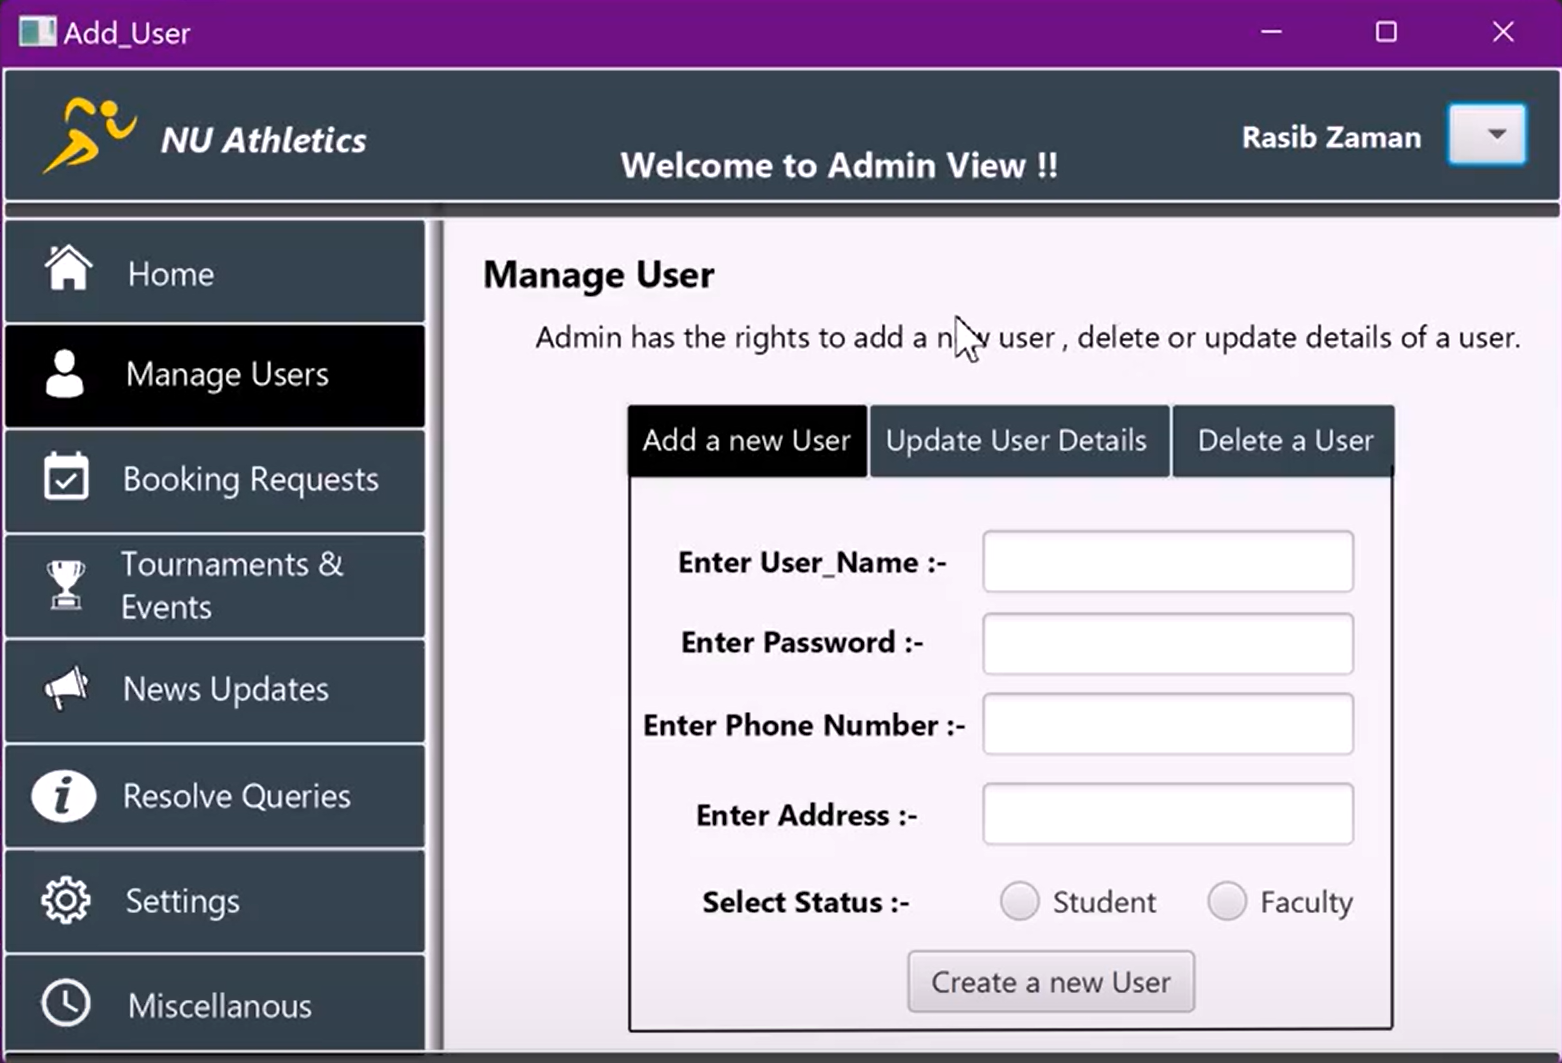 Add_User
NU Athletics
Welcome to Admin View !!
Rasib Zaman
Home
Manage Users
Booking Requests
Tournaments &
Events
News Updates
Resolve Queries
Settings
Miscellanous
Manage User
Admin has the rights to add a new user , delete or update details of a user.
Add a new User
Update User Details
Delete a User
Enter User_Name :-
Enter Password :-
Enter Phone Number :-
Enter Address :-
Select Status :-
Student
Faculty
Create a new User